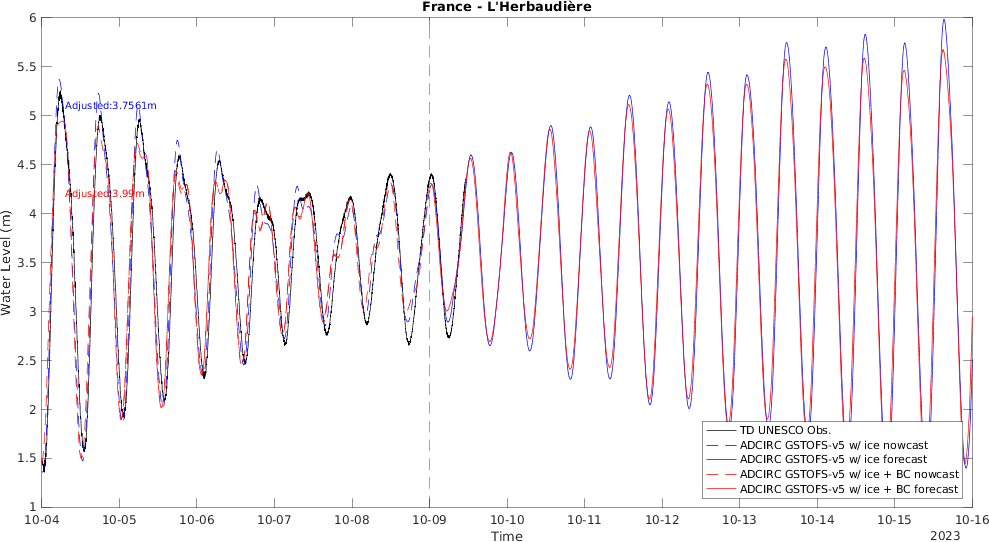 France - L'Herbaudière
Water Level (m)
6
5.5
5
4.5
4
3.5
3
2.5
2
1.5
1
Adjusted:3.7561m
Adjusted:3.99m
TD UNESCO Obs.
ADCIRC GSTOFS-v5 w/ ice nowcast
ADCIRC GSTOFS-v5 w/ ice forecast
ADCIRC GSTOFS-v5 w/ ice + BC nowcast
ADCIRC GSTOFS-v5 w/ ice + BC forecast
10-04 10-05 10-06 10-07 10-08 10-09 10-10 10-11 10-12 10-13 10-14 10-15 10-16
Time
2023